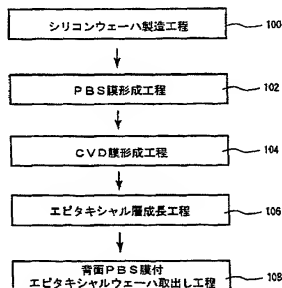 シリコンウェーハ製造工程
100
PBS膜形成工程
102
CVD膜形成工程
104
エピタキシャル層成長工程
106
背面PBS膜付
エピタキシャルウェーハ取出し工程
108